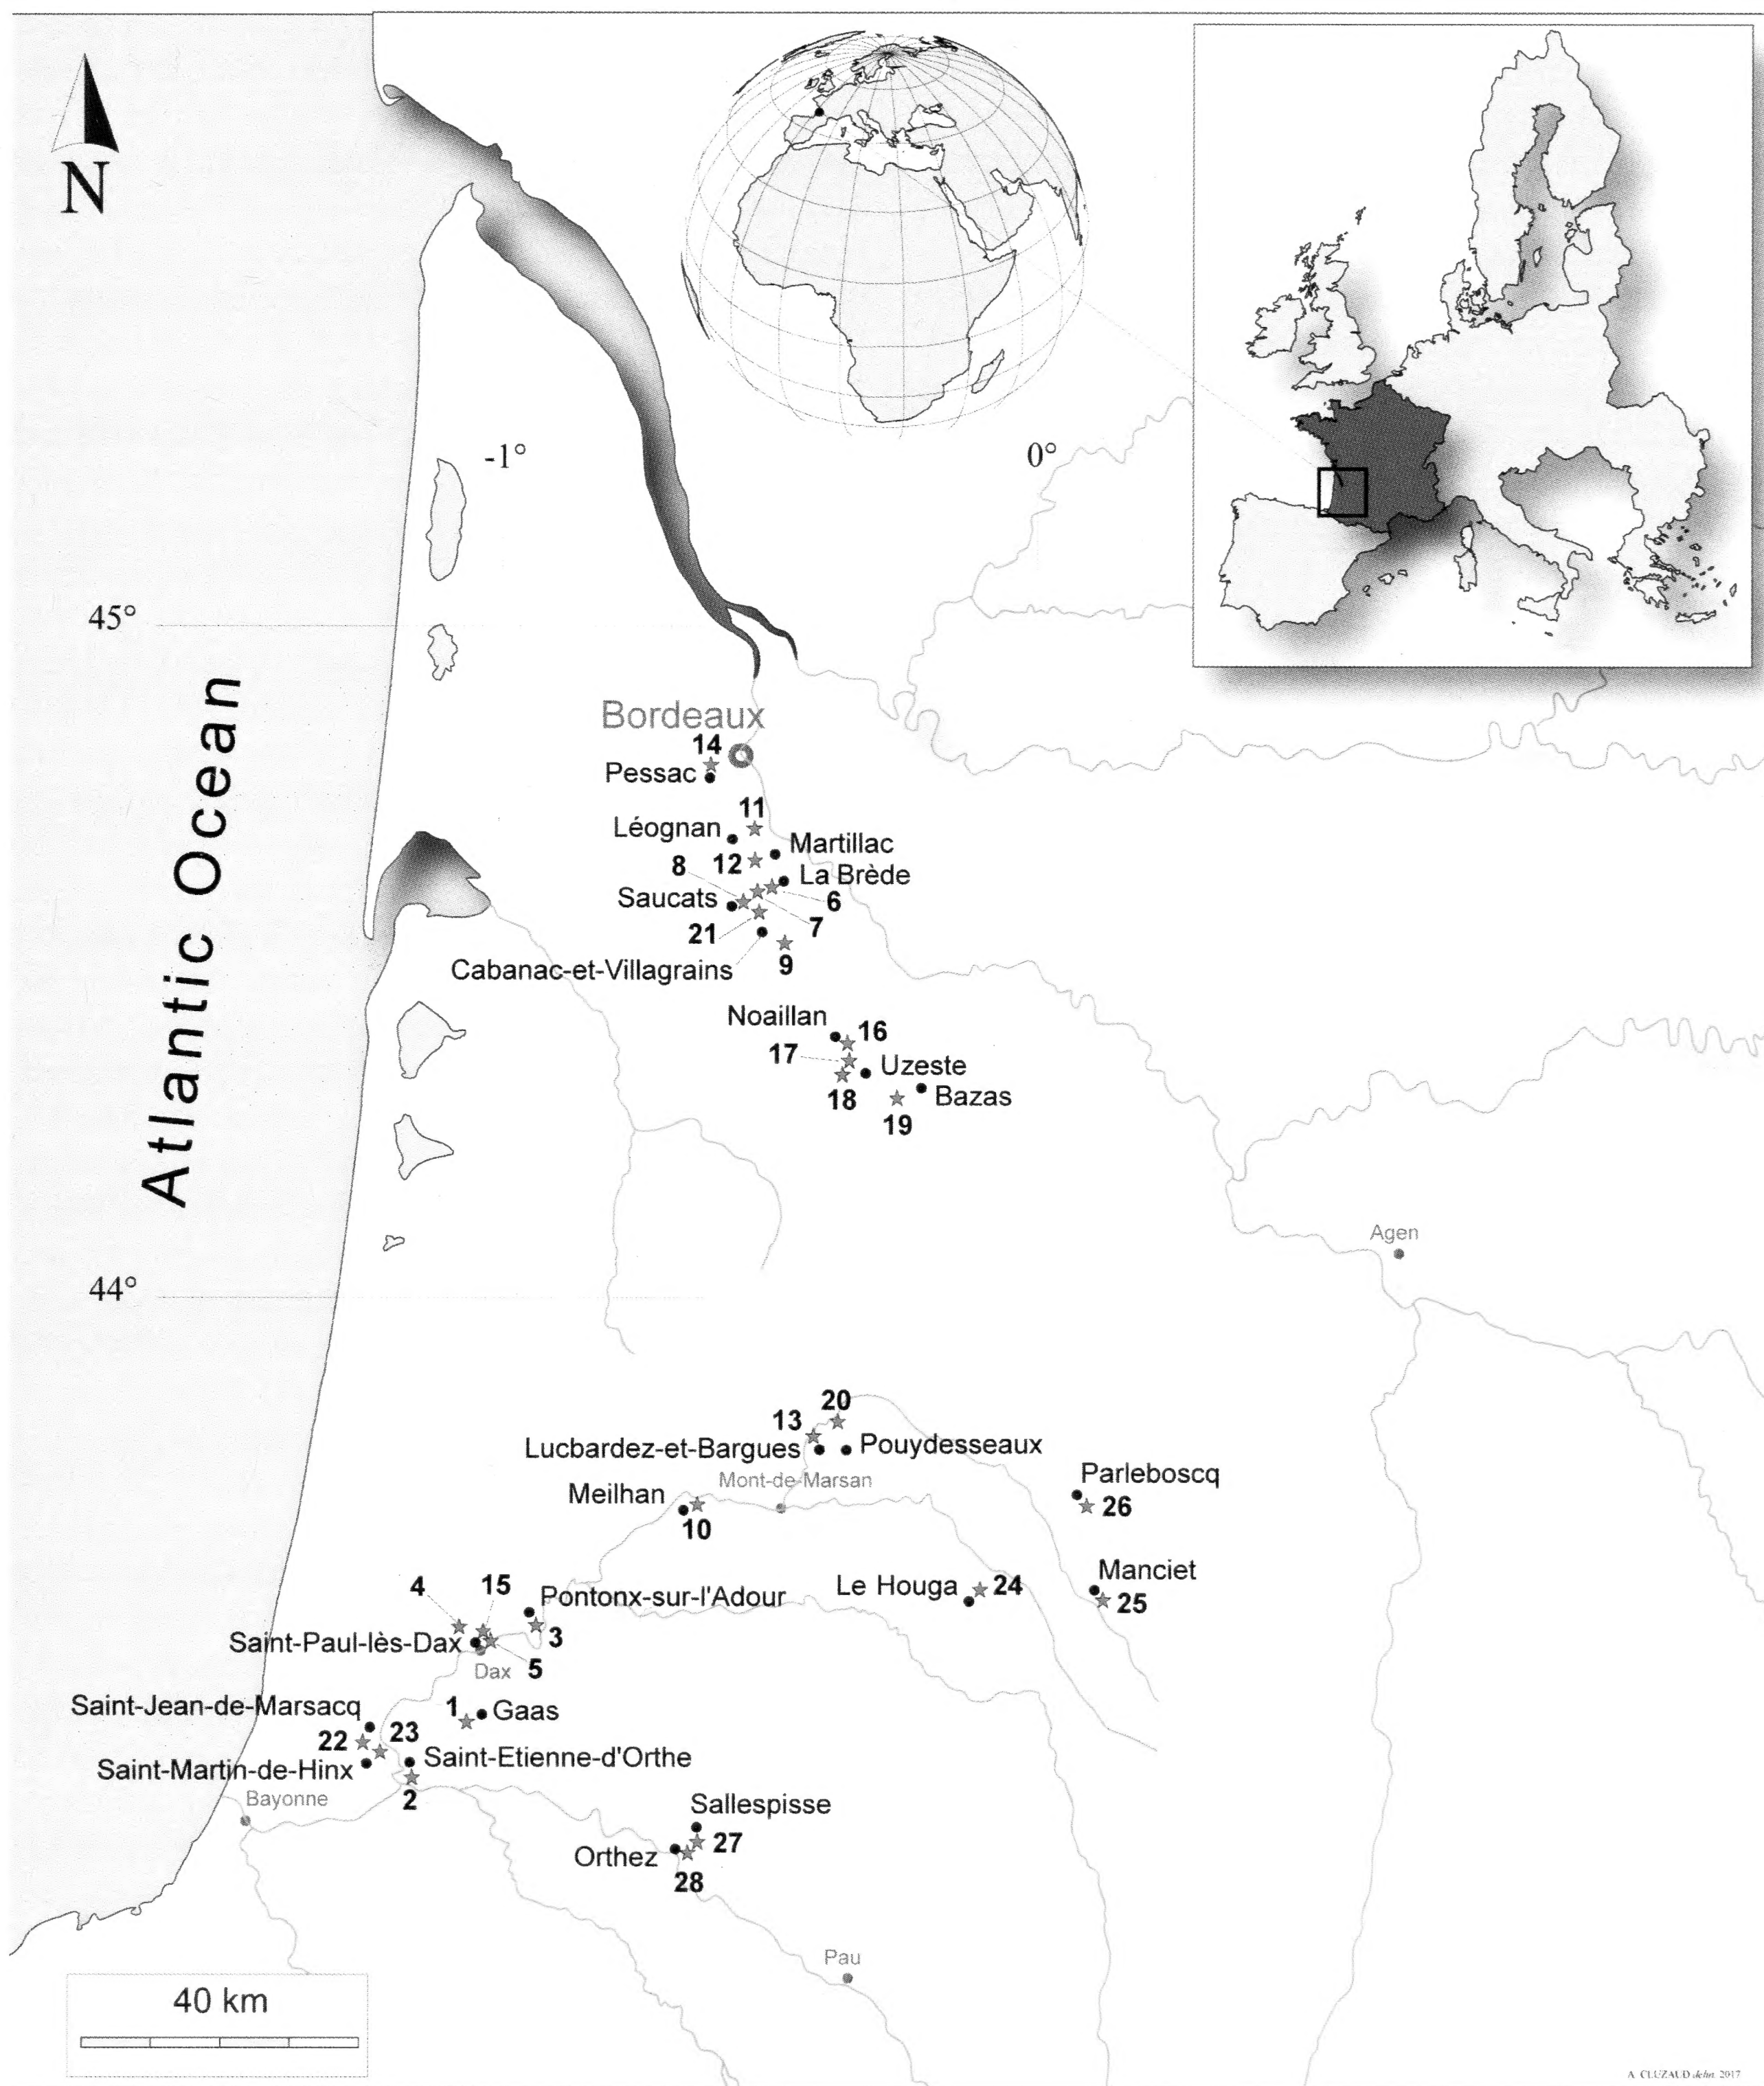 N
-1°
0°
45°
Atlantic Ocean
Bordeaux
14
Pessac
11
Léognan
Martillac
8
12
La Brède
Saucats
6
7
21
Cabanac-et-Villagrains
9
Noaillan
16
17
Uzeste
18
Bazas
19
Agen
44°
20
13
Lucbardez-et-Bargues
Pouydesseaux
Mont-de-Marsan
Parleboscq
Meilhan
26
10
Manciet
4
15
Le Houga
24
Pontonx-sur-l'Adour
25
Saint-Paul-lès-Dax
3
5
Dax
Saint-Jean-de-Marsacq
1
Gaas
22
23
Saint-Etienne-d'Orthe
Saint-Martin-de-Hinx
Bayonne
2
Sallespisse
27
Orthez
28
Pau
40 km
A. CLUZAUD delin. 2017